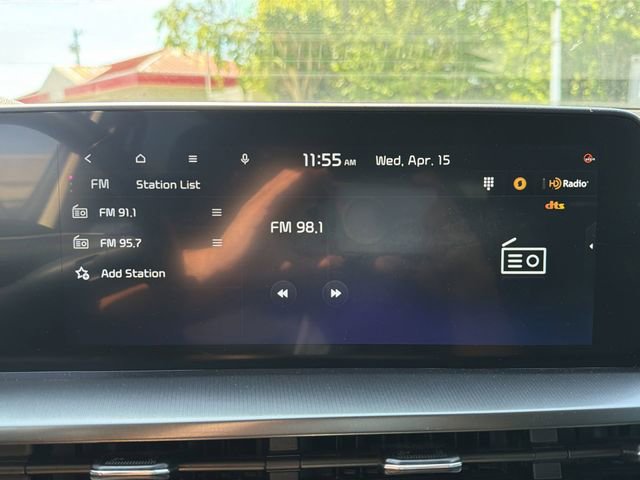 11:55 AM Wed, Apr. 15
FM Station List
HD Radio
dts
FM 91.1
FM 98.1
FM 95.7
Add Station